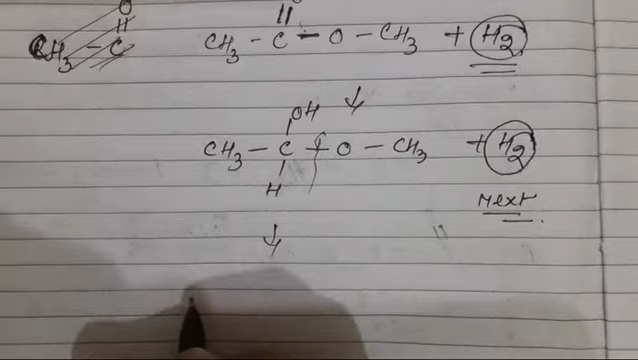 O
CH₃ – C
CH₃ – C – O – CH₃ + H₂
OH
CH₃ – C – O – CH₃ + H₂
H
Next